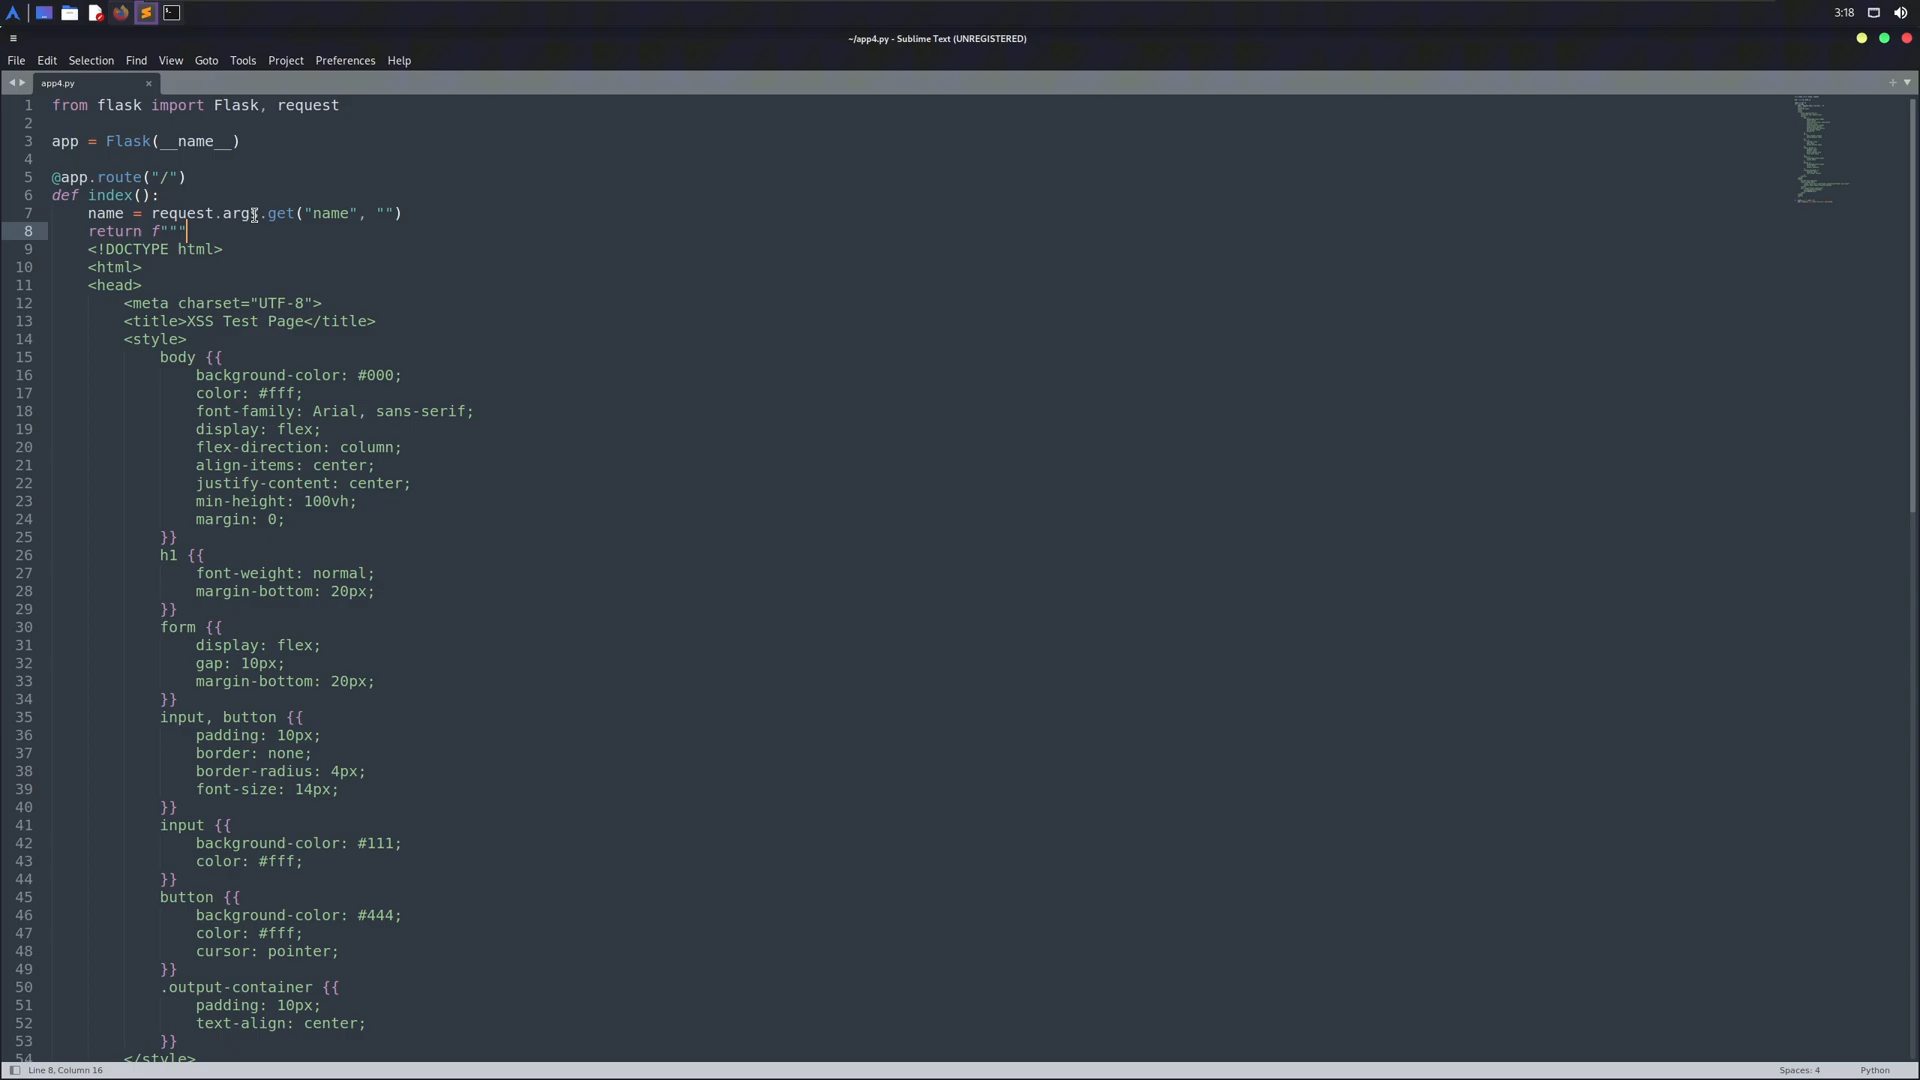 3:18
~/app4.py - Sublime Text (UNREGISTERED)
File Edit Selection Find View Goto Tools Project Preferences Help
app4.py
1 from flask import Flask, request
2
3 app = Flask(__name__)
4
5 @app.route("/")
6 def index():
7 name = request.args.get("name", "")
8 return f"""
9 <!DOCTYPE html>
10 <html>
11 <head>
12 <meta charset="UTF-8">
13 <title>XSS Test Page</title>
14 <style>
15 body {{
16 background-color: #000;
17 color: #fff;
18 font-family: Arial, sans-serif;
19 display: flex;
20 flex-direction: column;
21 align-items: center;
22 justify-content: center;
23 min-height: 100vh;
24 margin: 0;
25 }}
26 h1 {{
27 font-weight: normal;
28 margin-bottom: 20px;
29 }}
30 form {{
31 display: flex;
32 gap: 10px;
33 margin-bottom: 20px;
34 }}
35 input, button {{
36 padding: 10px;
37 border: none;
38 border-radius: 4px;
39 font-size: 14px;
40 }}
41 input {{
42 background-color: #111;
43 color: #fff;
44 }}
45 button {{
46 background-color: #444;
47 color: #fff;
48 cursor: pointer;
49 }}
50 .output-container {{
51 padding: 10px;
52 text-align: center;
53 }}
54 </style>
Line 8, Column 16 Spaces: 4 Python